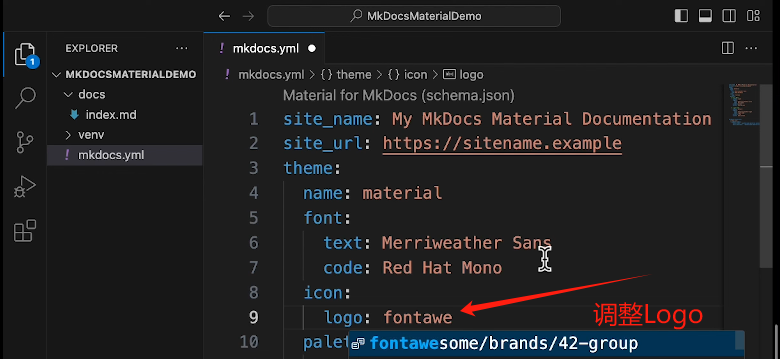 MkDocsMaterialDemo
EXPLORER
mkdocs.yml
mkdocs.yml > {} theme > {} icon > logo
MKDOCSMATERIALDEMO
docs
index.md
venv
mkdocs.yml
1
Material for MkDocs (schema.json)
1 site_name: My MkDocs Material Documentation
2 site_url: https://sitename.example
3 theme:
4 name: material
5 font:
6 text: Merriweather Sans
7 code: Red Hat Mono
8 icon:
9 logo: fontawe
调整Logo
10 palet
fontawesome/brands/42-group